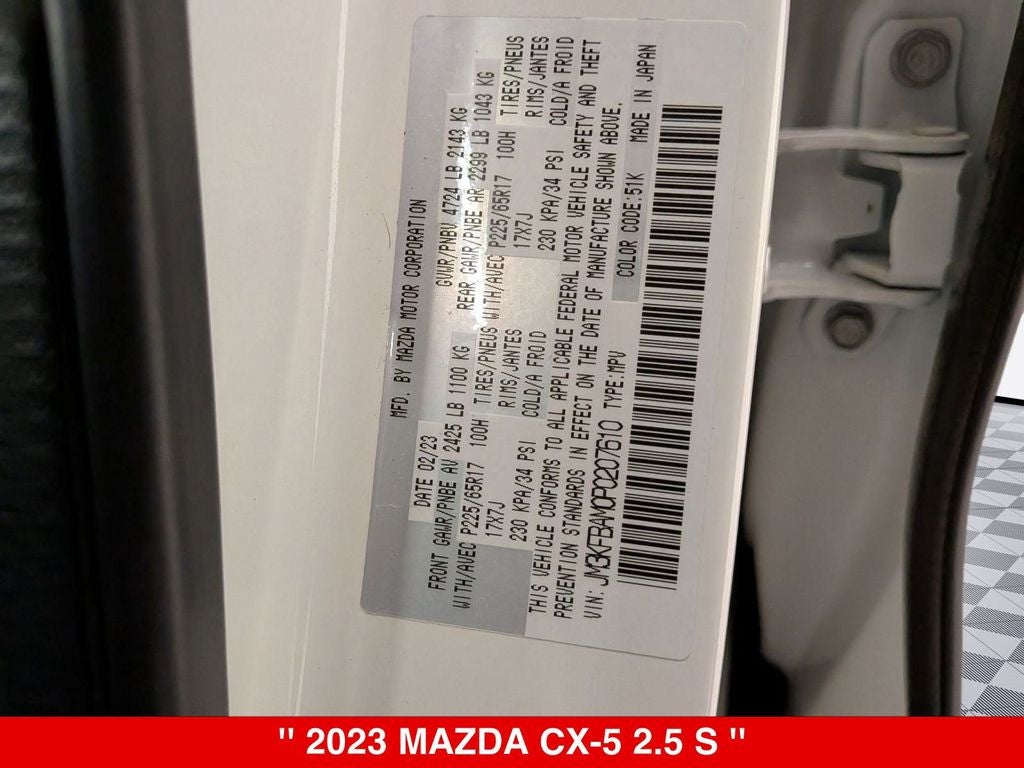 MFD. BY MAZDA MOTOR CORPORATION
DATE 02/23 GVWR/PNBV 4724 LB 2143 KG
FRONT GAWR/PNBE AV 2425 LB 1100 KG REAR GAWR/PNBE AR 2299 LB 1043 KG
WITH/AVEC P225/65R17 100H TIRES/PNEUS WITH/AVEC P225/65R17 100H TIRES/PNEUS
17X7J RIMS/JANTES 17X7J RIMS/JANTES
230 KPA/34 PSI COLD/A FROID 230 KPA/34 PSI COLD/A FROID
THIS VEHICLE CONFORMS TO ALL APPLICABLE FEDERAL MOTOR VEHICLE SAFETY AND THEFT
PREVENTION STANDARDS IN EFFECT ON THE DATE OF MANUFACTURE SHOWN ABOVE.
VIN: JM3KFBAM0P0207610 TYPE:MPV COLOR CODE:51K MADE IN JAPAN
" 2023 MAZDA CX-5 2.5 S "